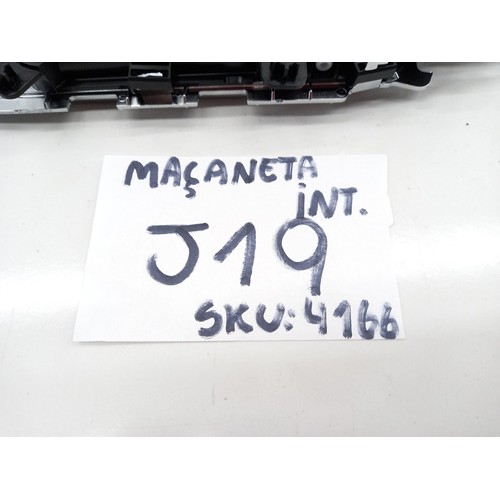 MAÇANETA
INT.
J19
SKU: 4166